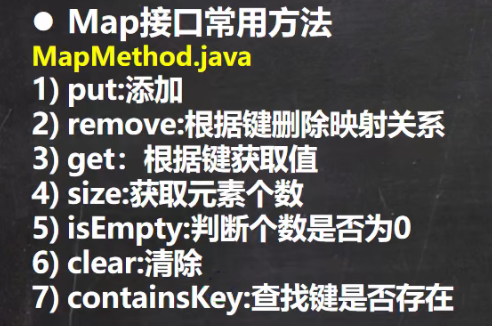 ● Map接口常用方法
MapMethod.java
1) put:添加
2) remove:根据键删除映射关系
3) get：根据键获取值
4) size:获取元素个数
5) isEmpty:判断个数是否为0
6) clear:清除
7) containsKey:查找键是否存在